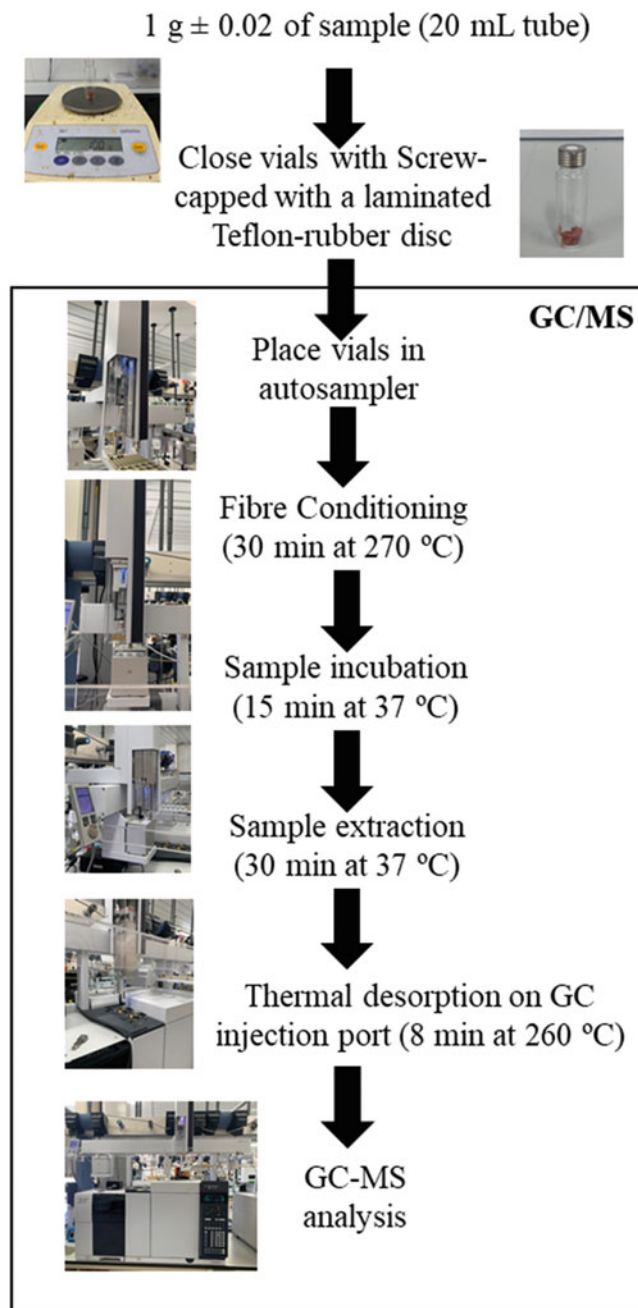 1 g ± 0.02 of sample (20 mL tube)
Close vials with Screw-
capped with a laminated
Teflon-rubber disc
GC/MS
Place vials in
autosampler
Fibre Conditioning
(30 min at 270 ºC)
Sample incubation
(15 min at 37 ºC)
Sample extraction
(30 min at 37 ºC)
Thermal desorption on GC
injection port (8 min at 260 ºC)
GC-MS
analysis